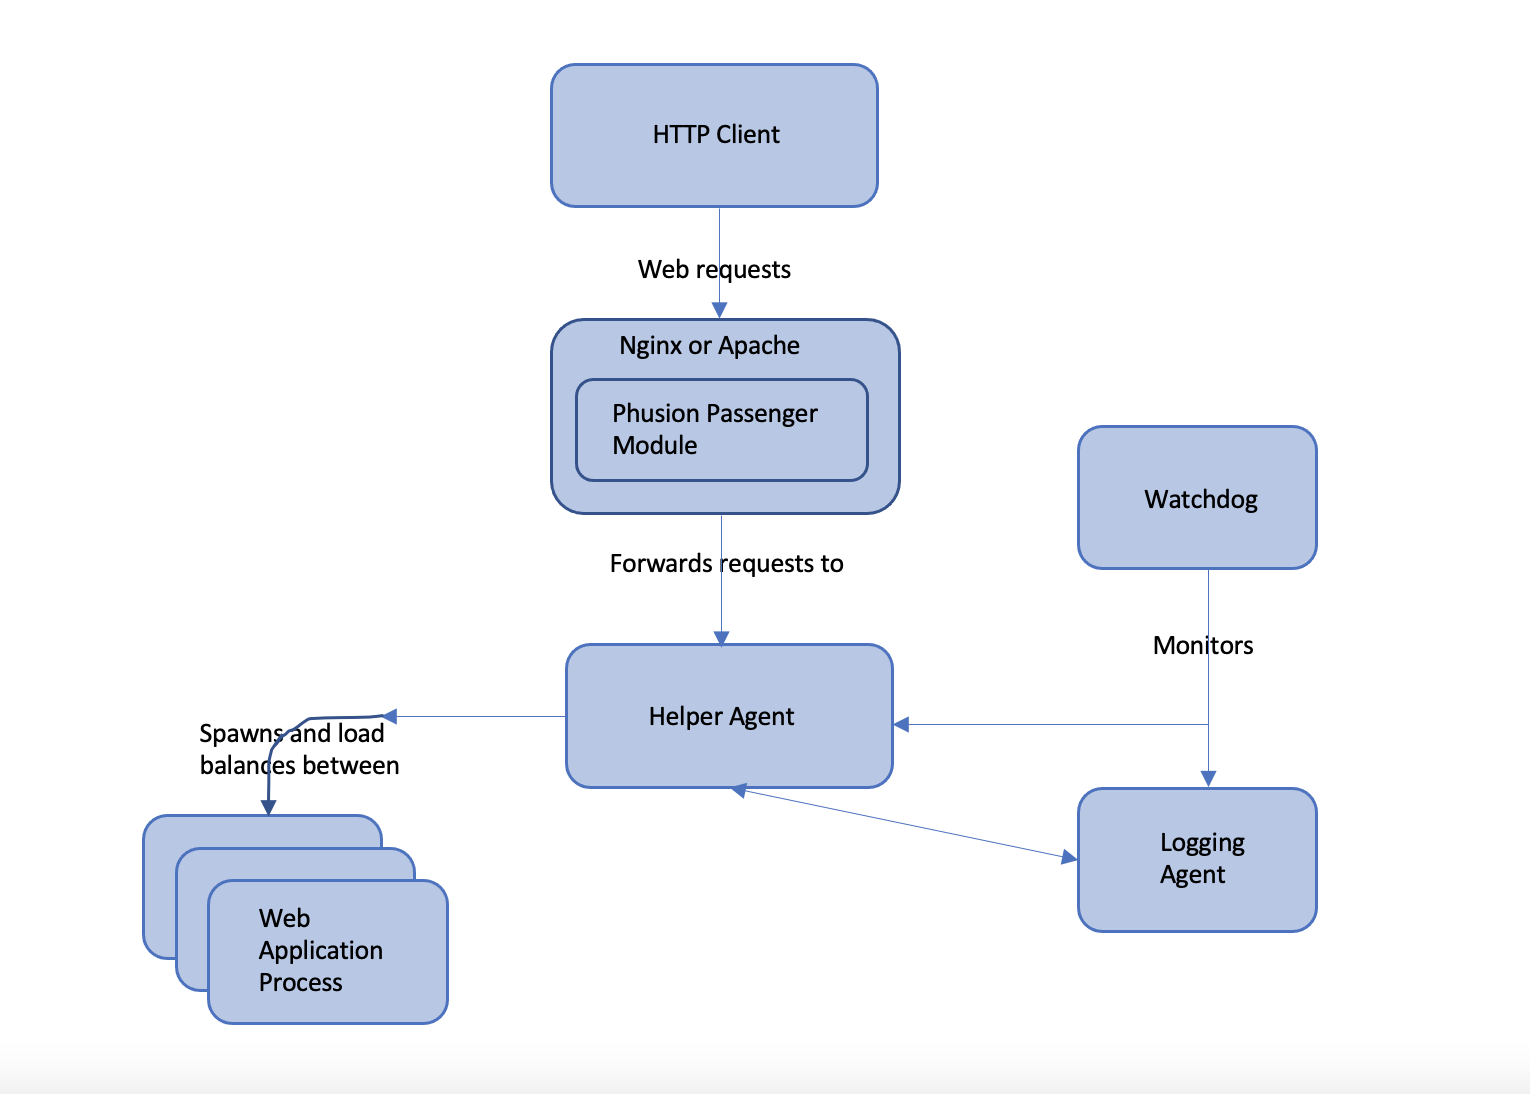 HTTP Client
Web requests
Nginx or Apache
Phusion Passenger
Module
Forwards requests to
Watchdog
Monitors
Helper Agent
Spawns and load
balances between
Logging
Agent
Web
Application
Process